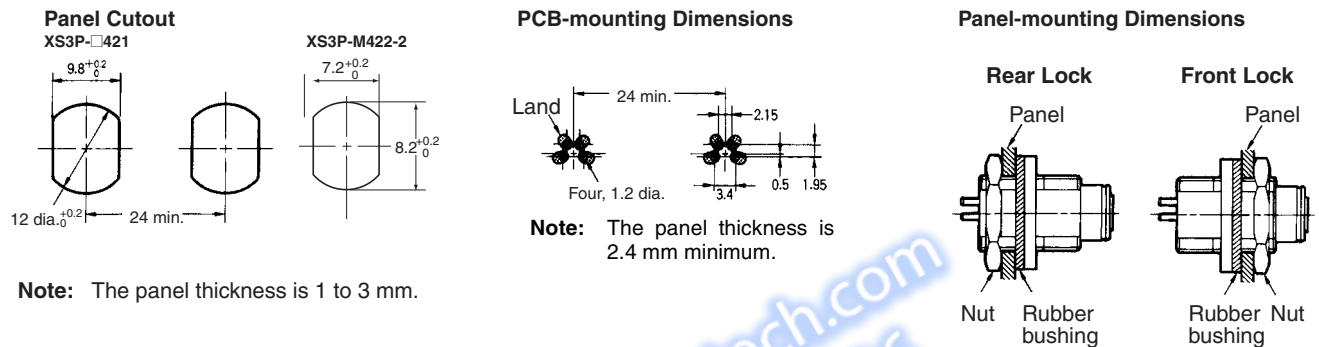 Panel Cutout
XS3P-□421
XS3P-M422-2
9.8+0.2 0
7.2+0.2 0
8.2+0.2 0
12 dia.+0.2 0
24 min.
Note: The panel thickness is 1 to 3 mm.
PCB-mounting Dimensions
24 min.
Land
2.15
Four, 1.2 dia.
3.4
0.5
1.95
Note: The panel thickness is
2.4 mm minimum.
Panel-mounting Dimensions
Rear Lock
Front Lock
Panel
Panel
Nut
Rubber
bushing
Rubber
bushing
Nut
ch.com